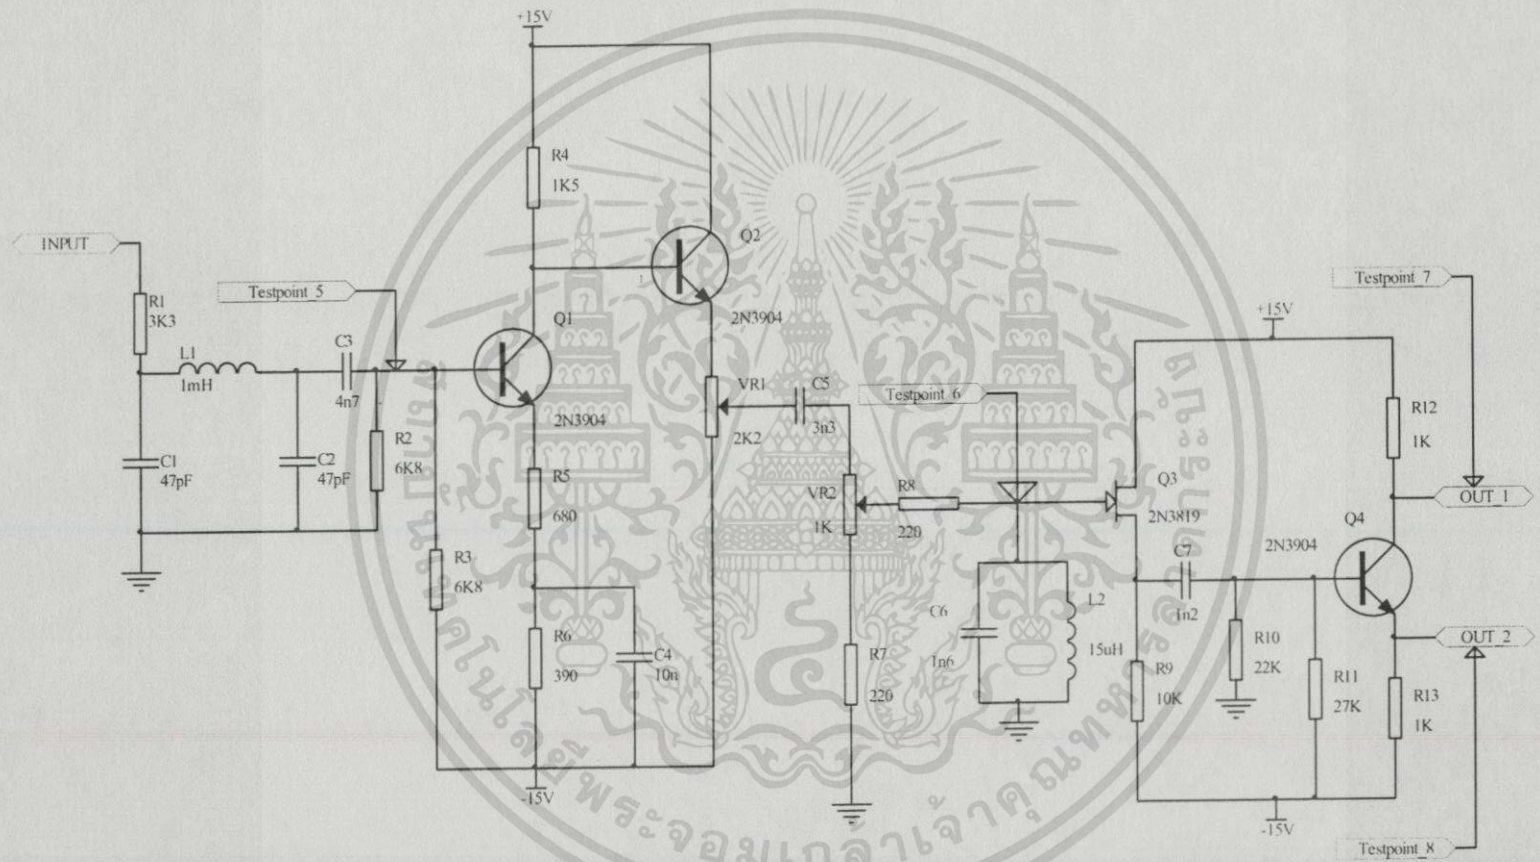 +15V
R4
1K5
INPUT
Q2
R1
3K3
Testpoint_5
1
Testpoint_7
Q1
2N3904
+15V
L1
1mH
C3
4n7
VR1
2K2
C5
3n3
Testpoint_6
2N3904
R12
1K
C1
47pF
C2
47pF
R2
6K8
R5
680
VR2
1K
R8
220
Q3
2N3819
OUT_1
Q4
2N3904
R3
6K8
C7
1n2
R6
390
C4
10n
R7
220
C6
1n6
L2
15uH
R9
10K
R10
22K
R11
27K
OUT_2
R13
1K
-15V
-15V
Testpoint_8